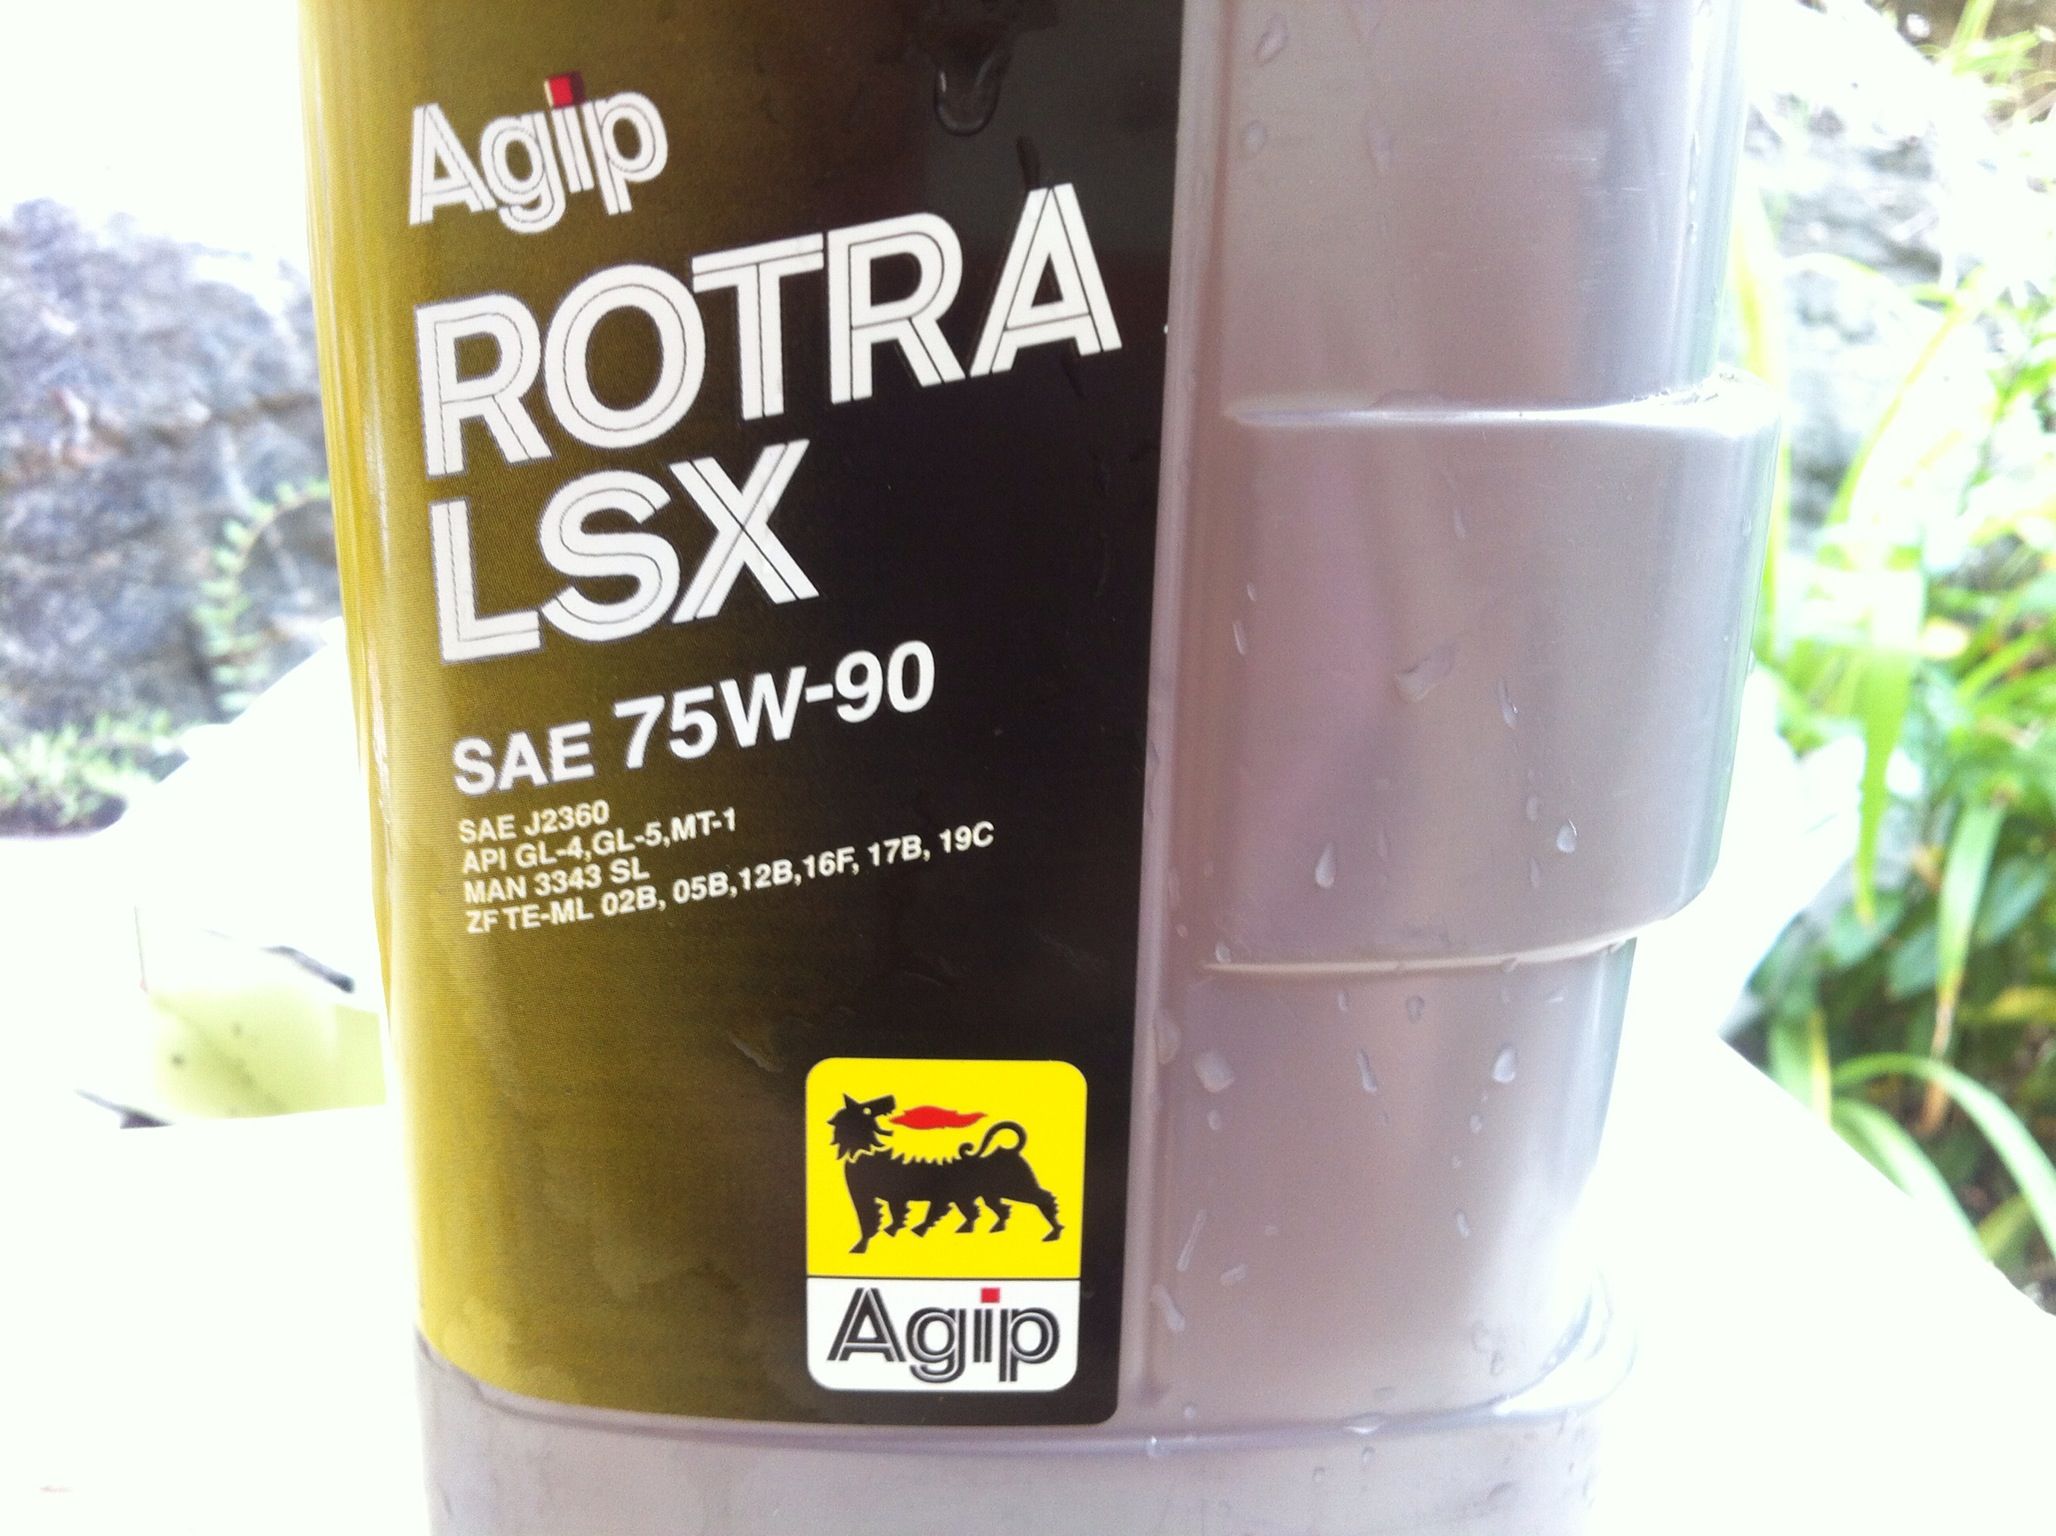 Agip
ROTRA
LSX
SAE 75W-90
SAE J2360
API GL-4,GL-5,MT-1
MAN 3343 SL
ZF TE-ML 02B, 05B,12B,16F, 17B, 19C
Agip